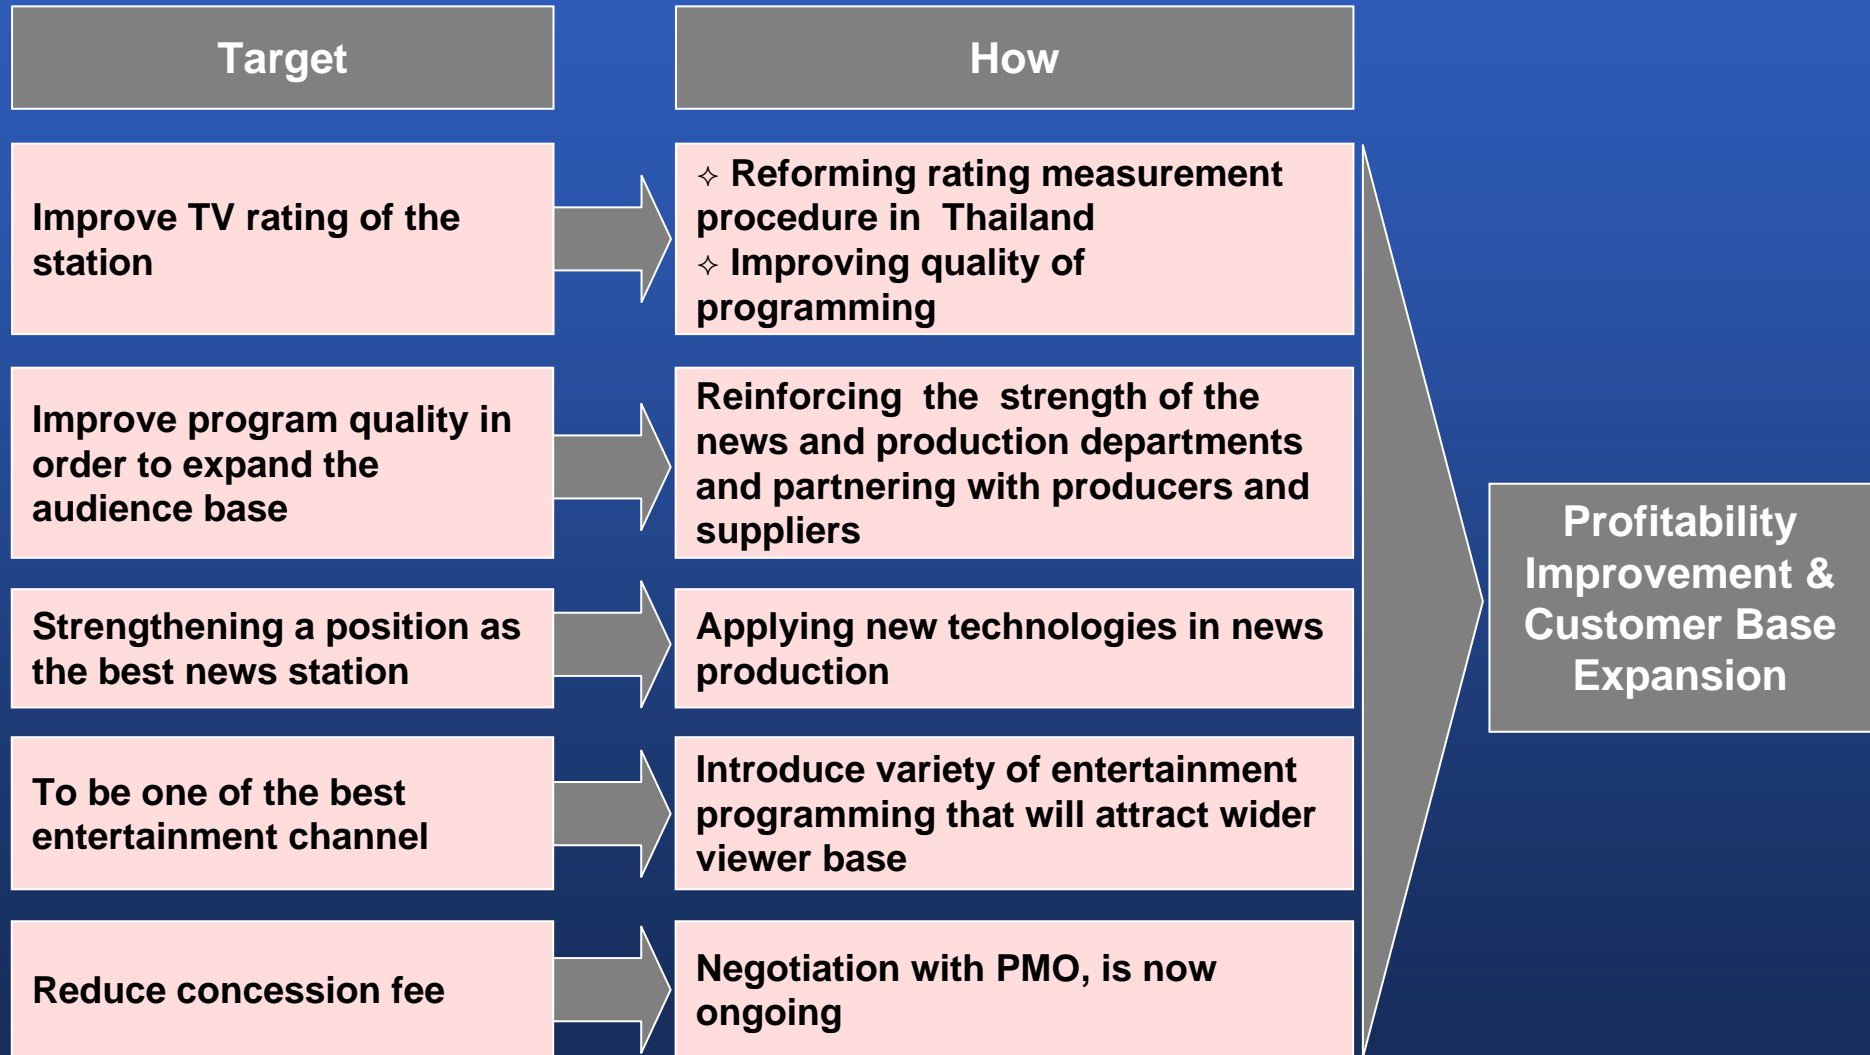 Target
How
Improve TV rating of the
station
✧ Reforming rating measurement
procedure in Thailand
✧ Improving quality of
programming
Improve program quality in
order to expand the
audience base
Reinforcing the strength of the
news and production departments
and partnering with producers and
suppliers
Strengthening a position as
the best news station
Applying new technologies in news
production
To be one of the best
entertainment channel
Introduce variety of entertainment
programming that will attract wider
viewer base
Reduce concession fee
Negotiation with PMO, is now
ongoing
Profitability
Improvement &
Customer Base
Expansion